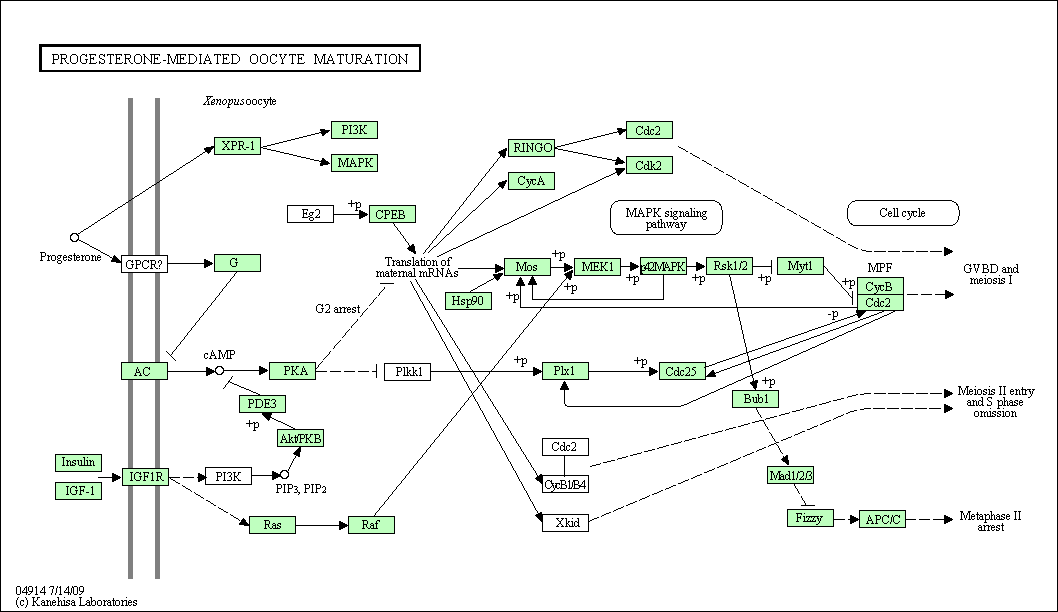 PROGESTERONE-MEDIATED OOCYTE MATURATION
Xenopus oocyte
XPR-1
PI3K
MAPK
RINGO
CycA
Cdc2
Cdk2
Eg2
+p
CPEB
MAPK signaling
pathway
Cell cycle
Progesterone
GPCR?
G
Translation of
maternal mRNAs
Mos
+p
MEK1
+p
p42MAPK
+p
Rsk1/2
+p
Myt1
MPF
CycB
Cdc2
+p
-p
GVBD and
meiosis I
Hsp90
+p
+p
G2 arrest
AC
cAMP
PKA
Plkk1
+p
Plx1
+p
Cdc25
+p
Bub1
Meiosis II entry
and S phase
omission
PDE3
+p
Akt/PKB
Insulin
IGF-1
IGF1R
PI3K
PIP3, PIP2
Cdc2
CycB1/B4
Mad1/2/3
Ras
Raf
Xkid
Fizzy
APC/C
Metaphase II
arrest
04914 7/14/09
(c) Kanehisa Laboratories